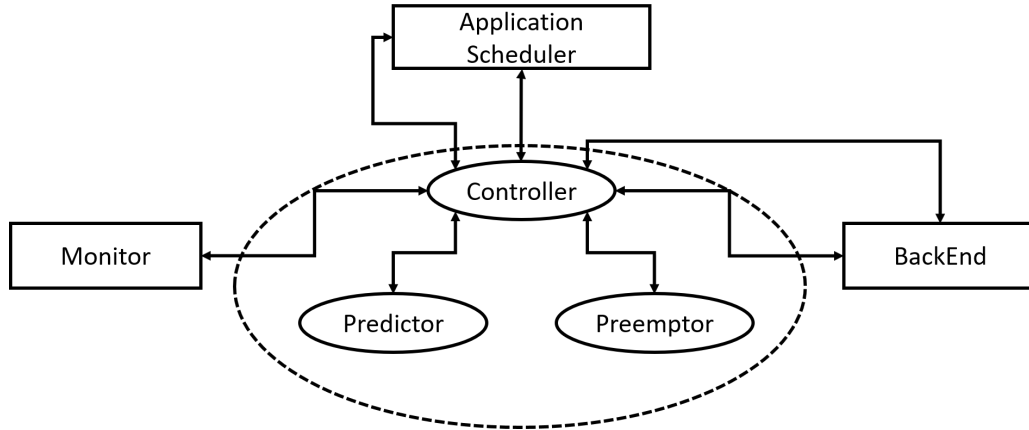 Application
Scheduler
Controller
Monitor
BackEnd
Predictor
Preemptor